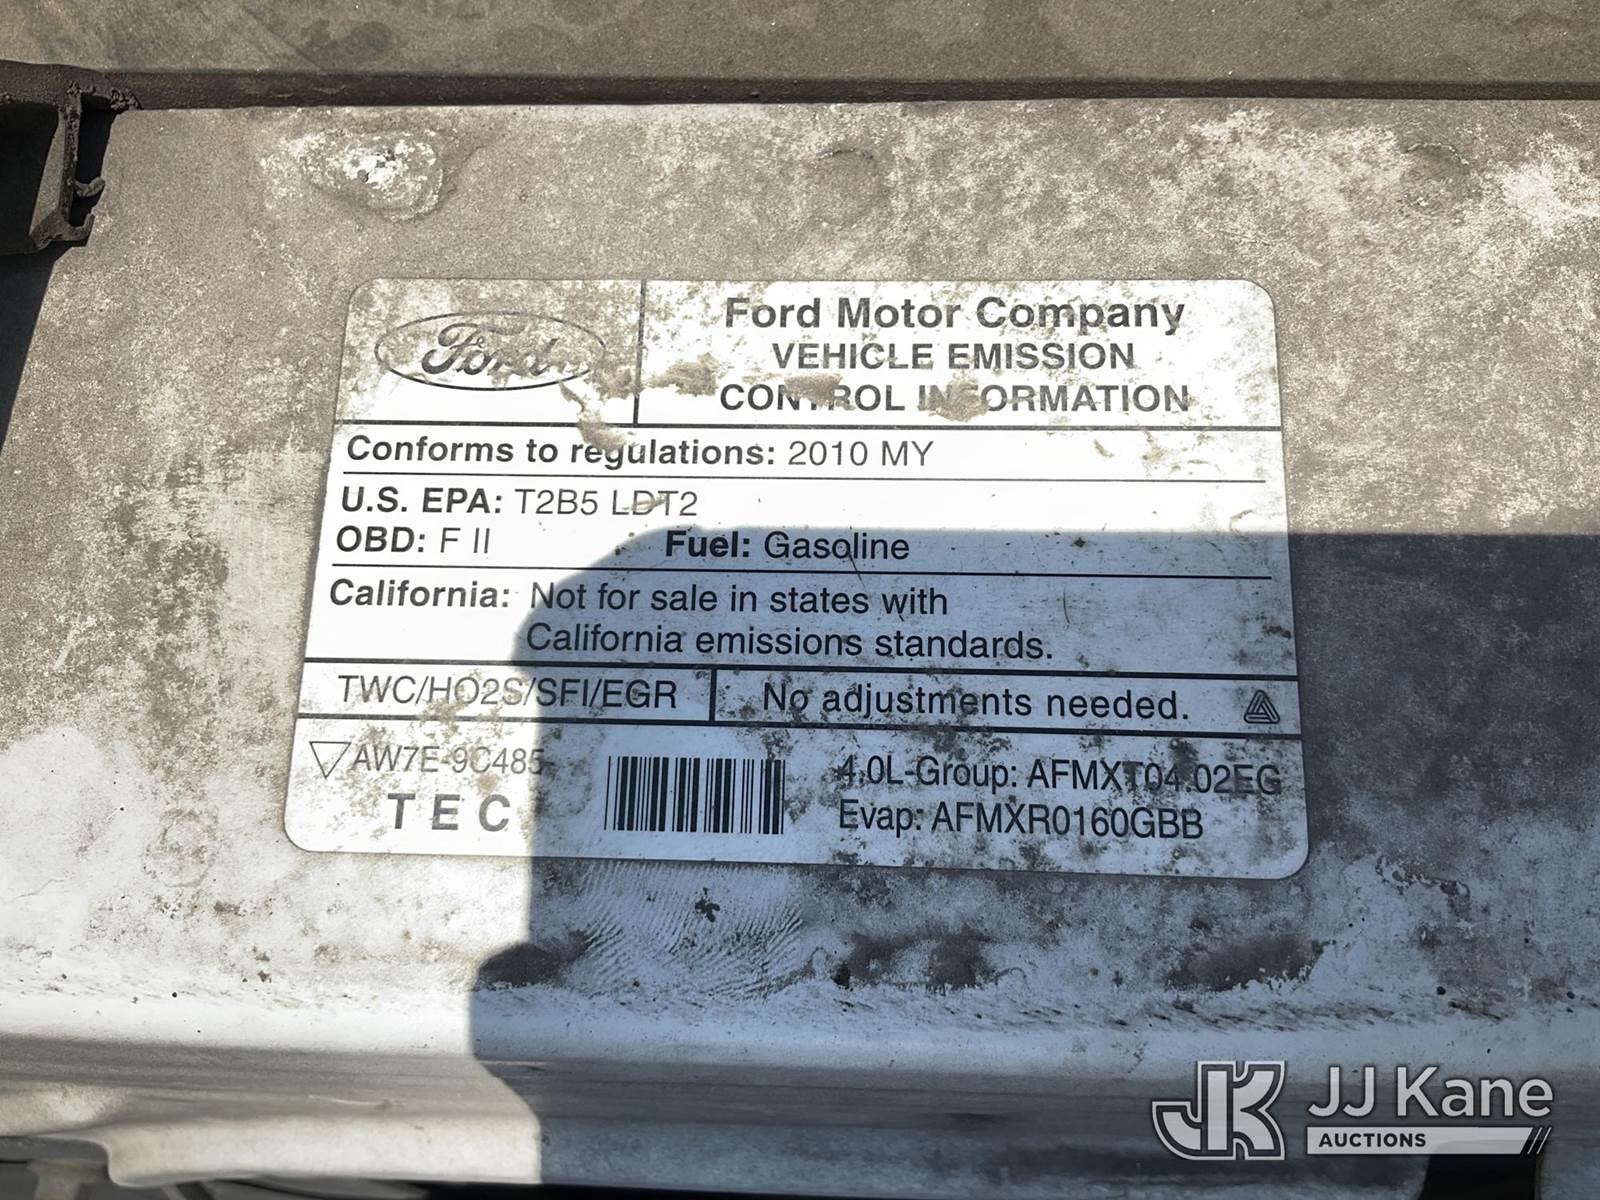 Ford
Ford Motor Company
VEHICLE EMISSION
CONTROL INFORMATION
Conforms to regulations: 2010 MY
U.S. EPA: T2B5 LDT2
OBD: F II Fuel: Gasoline
California: Not for sale in states with
California emissions standards.
TWC/HO2S/SFI/EGR No adjustments needed.
AW7E-9C485-
TEC
4.0L-Group: AFMXT04.02EG
Evap: AFMXR0160GBB
JK JJ Kane
AUCTIONS